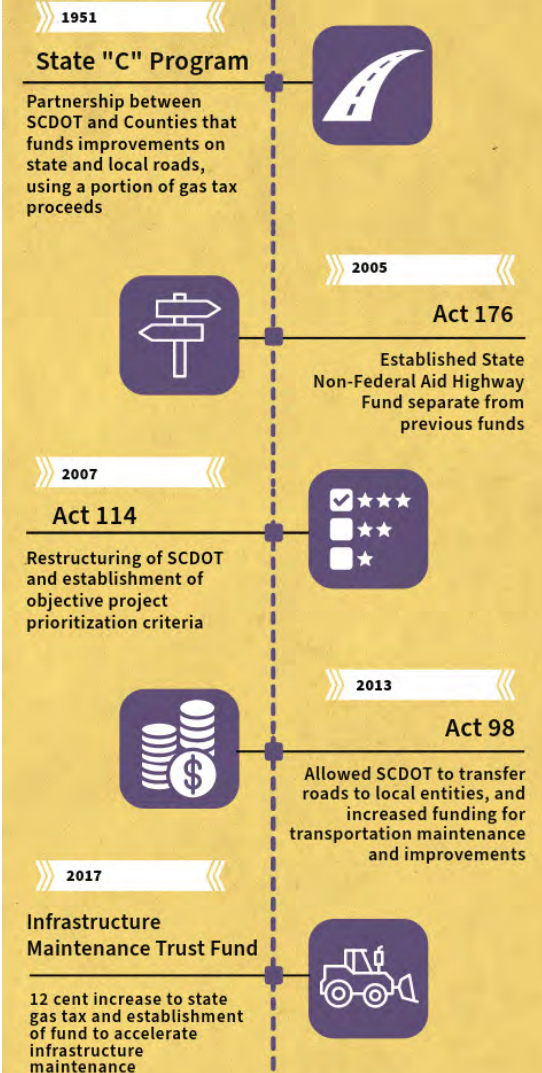 1951
State "C" Program
Partnership between
SCDOT and Counties that
funds improvements on
state and local roads,
using a portion of gas tax
proceeds
2005
Act 176
Established State
Non-Federal Aid Highway
Fund separate from
previous funds
2007
Act 114
Restructuring of SCDOT
and establishment of
objective project
prioritization criteria
2013
Act 98
Allowed SCDOT to transfer
roads to local entities, and
increased funding for
transportation maintenance
and improvements
2017
Infrastructure
Maintenance Trust Fund
12 cent increase to state
gas tax and establishment
of fund to accelerate
infrastructure
maintenance